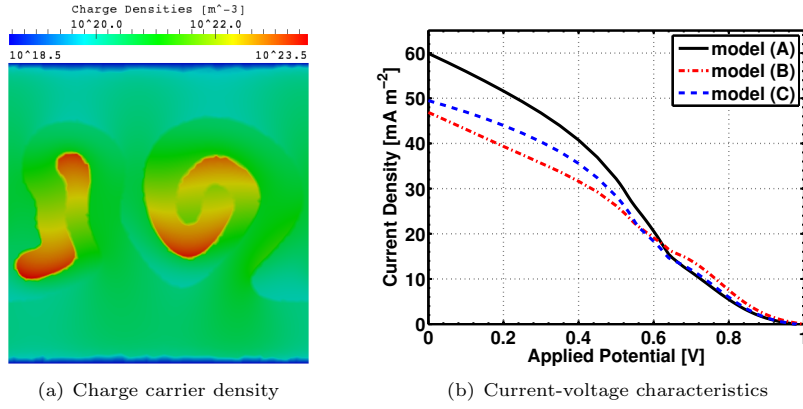 Charge Densities [m^-3]
10^20.0 10^22.0
10^18.5 10^23.5
(a) Charge carrier density
60
50
40
30
20
10
0
Current Density [mA m⁻²]
model (A)
model (B)
model (C)
0 0.2 0.4 0.6 0.8 1
Applied Potential [V]
(b) Current-voltage characteristics